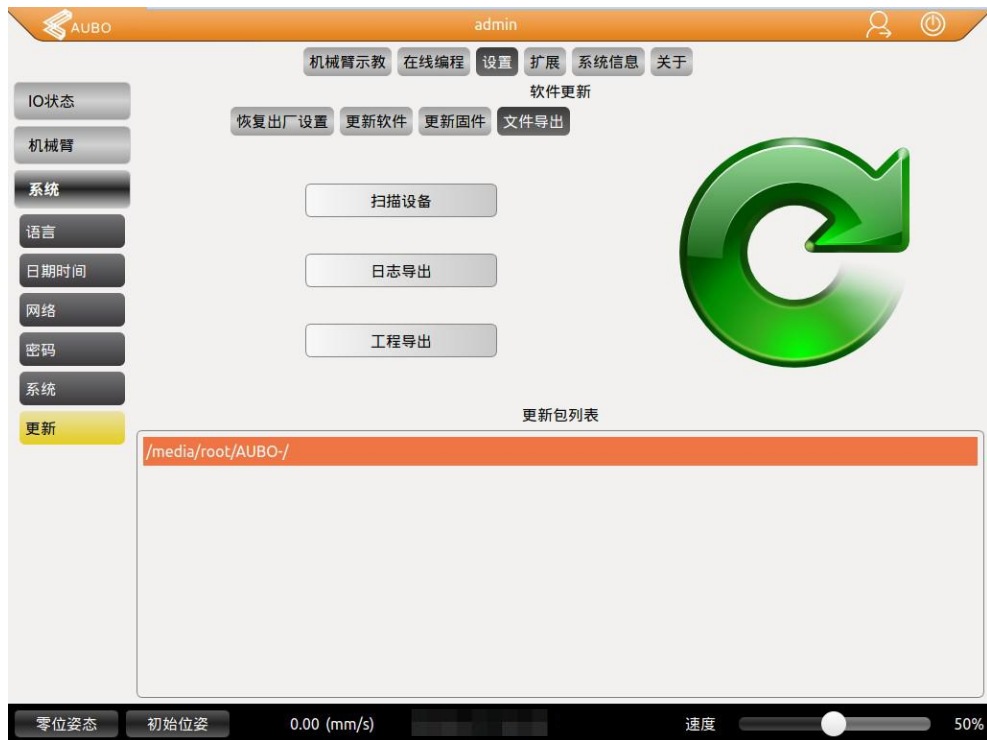 AUBO admin
机械臂示教 在线编程 设置 扩展 系统信息 关于
软件更新
IO状态
恢复出厂设置 更新软件 更新固件 文件导出
机械臂
系统
扫描设备
语言
日期时间
日志导出
网络
工程导出
密码
系统
更新包列表
更新
/media/root/AUBO-/
零位姿态 初始位姿 0.00 (mm/s) 速度 50%